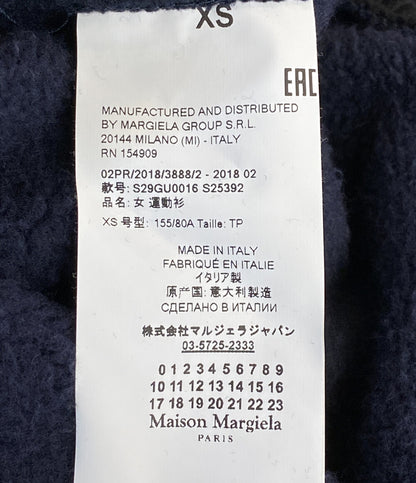 XS
EAC
MANUFACTURED AND DISTRIBUTED
BY MARGIELA GROUP S.R.L.
20144 MILANO (MI) - ITALY
RN 154909
02PR/2018/3888/2 - 2018 02
款号: S29GU0016 S25392
品名: 女 運動衫
XS 号型: 155/80A Taille: TP
MADE IN ITALY
FABRIQUÉ EN ITALIE
イタリア製
原产国: 意大利製造
СДЕЛАНО В ИТАЛИИ
株式会社マルジェラジャパン
03-5725-2333
0 1 2 3 4 5 6 7 8 9
10 11 12 13 14 15 16
17 18 19 20 21 22 23
Maison Margiela
PARIS